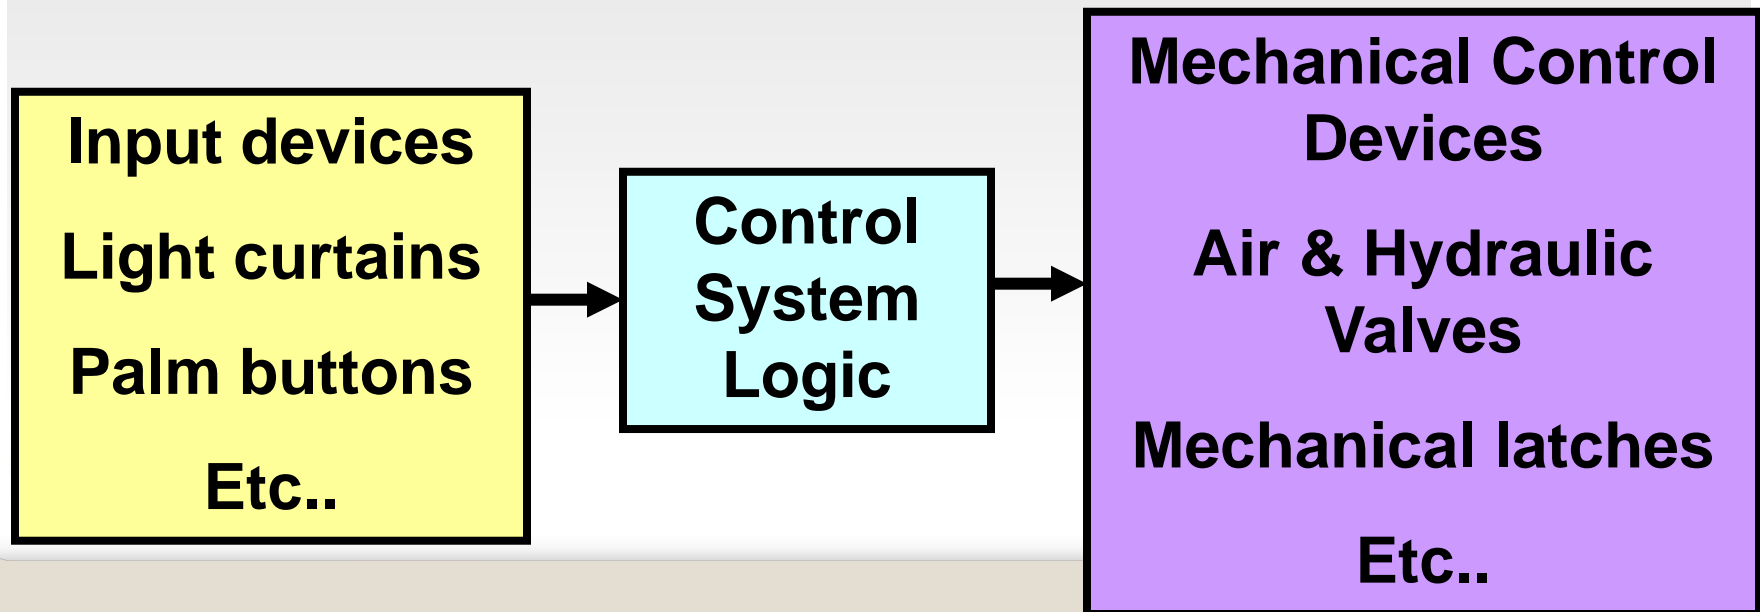 Input devices
Light curtains
Palm buttons
Etc..
Control
System
Logic
Mechanical Control
Devices
Air & Hydraulic
Valves
Mechanical latches
Etc..